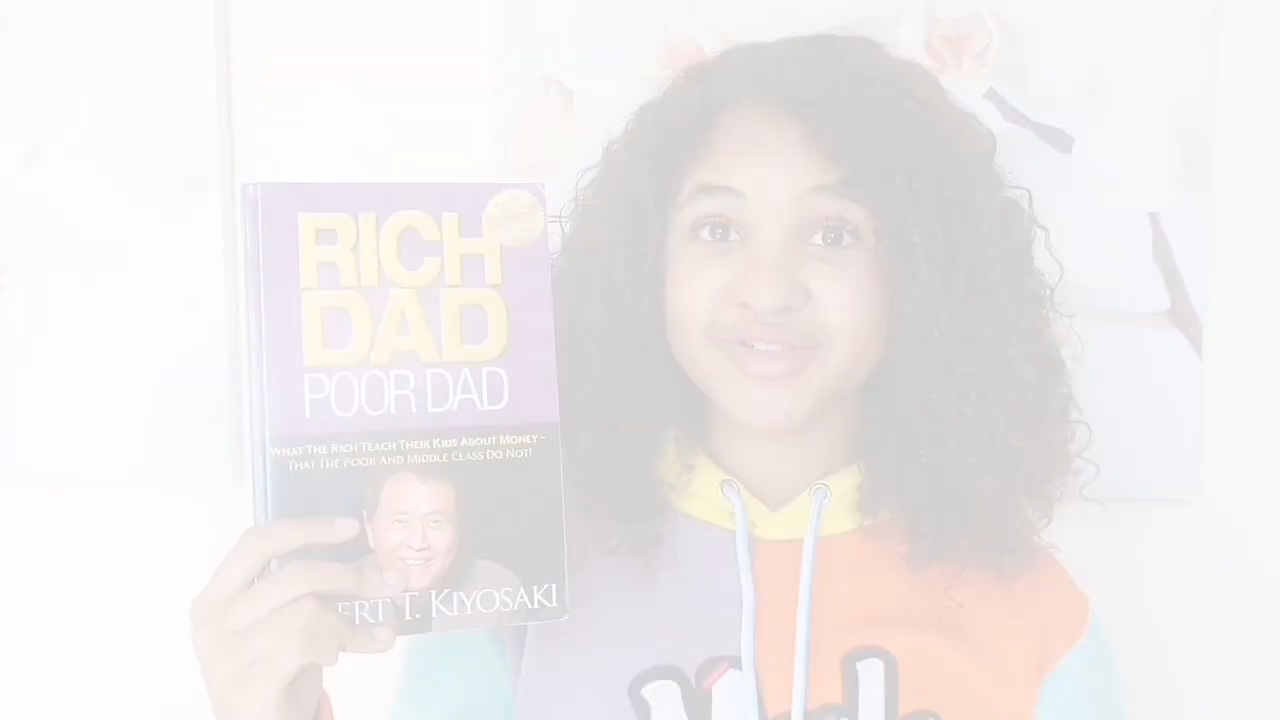 RICH
DAD
POOR DAD
WHAT THE RICH TEACH THEIR KIDS ABOUT MONEY –
THAT THE POOR AND MIDDLE CLASS DO NOT!
ERT T. KIYOSAKI